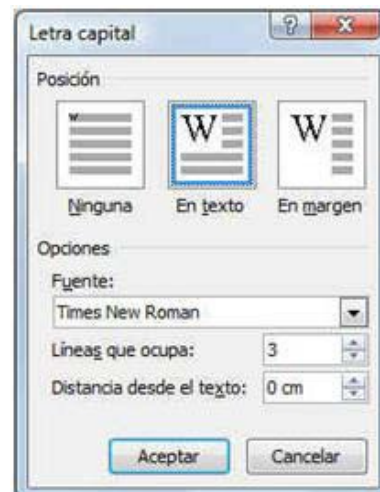 Letra capital
Posición
W W W
Ninguna En texto En margen
Opciones
Fuente:
Times New Roman
Líneas que ocupa: 3
Distancia desde el texto: 0 cm
Aceptar Cancelar